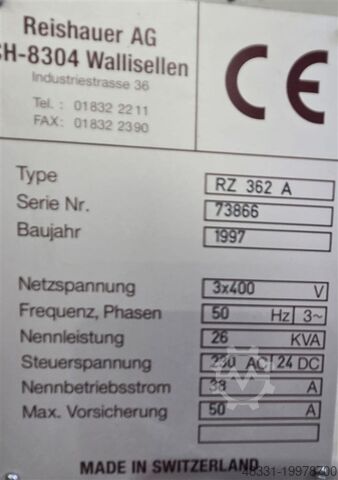 Reishauer AG
CH-8304 Wallisellen
Industriestrasse 36
Tel. : 01832 2211
FAX: 01832 2390
CE
Type RZ 362 A
Serie Nr. 73866
Baujahr 1997
Netzspannung 3x400 V
Frequenz, Phasen 50 Hz 3~
Nennleistung 26 KVA
Steuerspannung 230 AC 24 DC
Nennbetriebsstrom 38 A
Max. Vorsicherung 50 A
MADE IN SWITZERLAND
48331-19978700